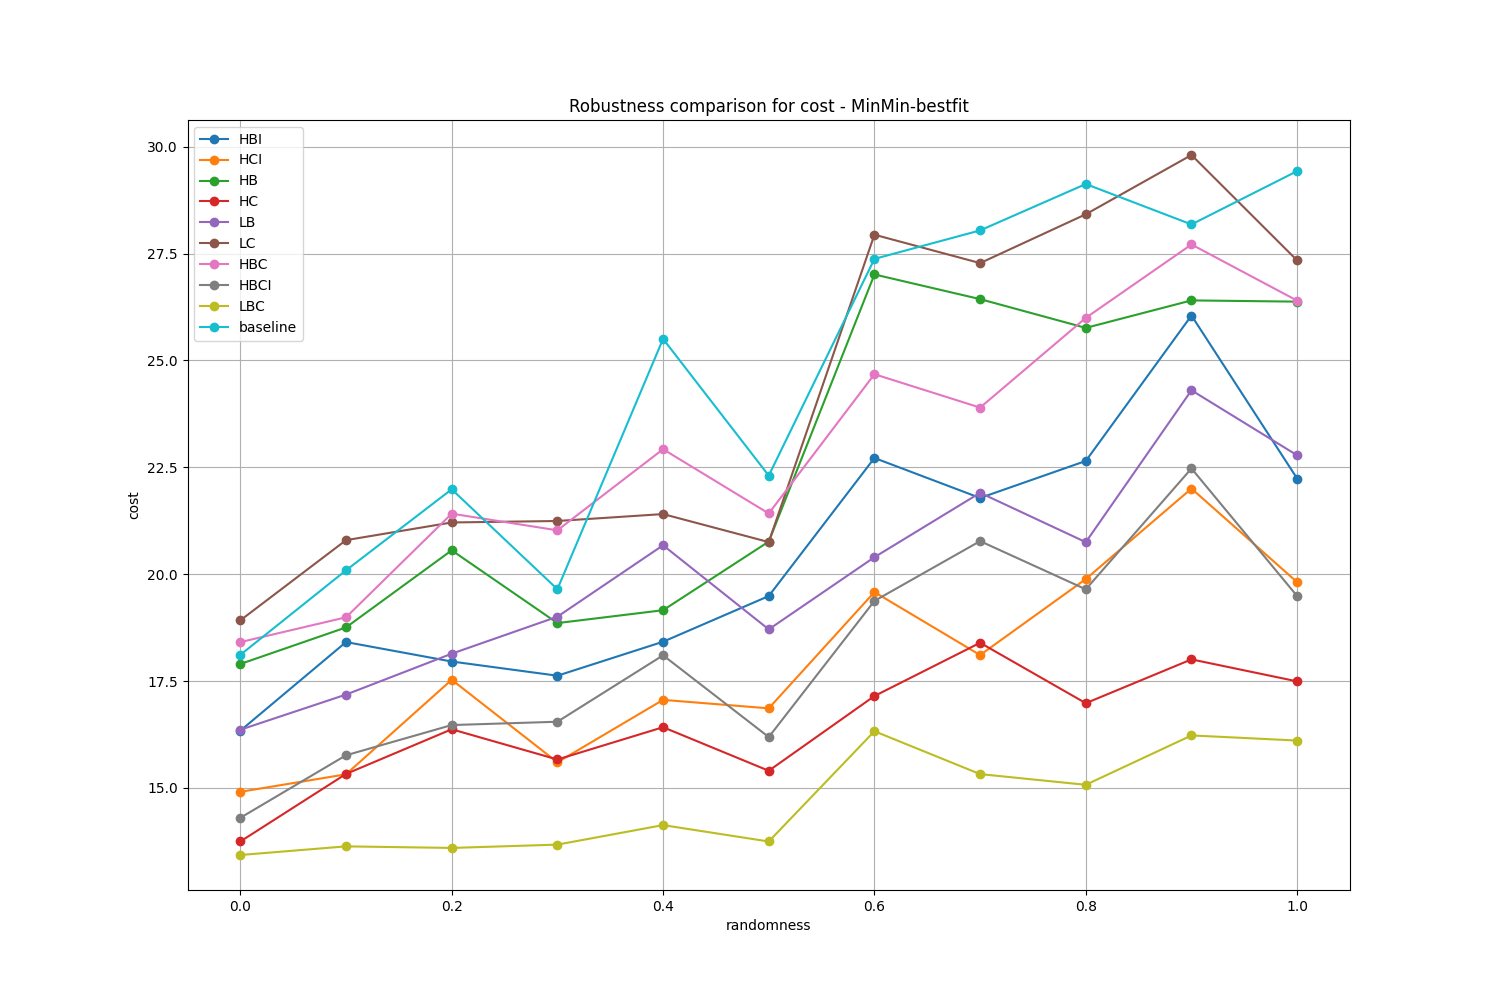 Robustness comparison for cost - MinMin-bestfit
HBI
HCI
HB
HC
LB
LC
HBC
HBCI
LBC
baseline
30.0
27.5
25.0
22.5
20.0
17.5
15.0
cost
0.0 0.2 0.4 0.6 0.8 1.0
randomness